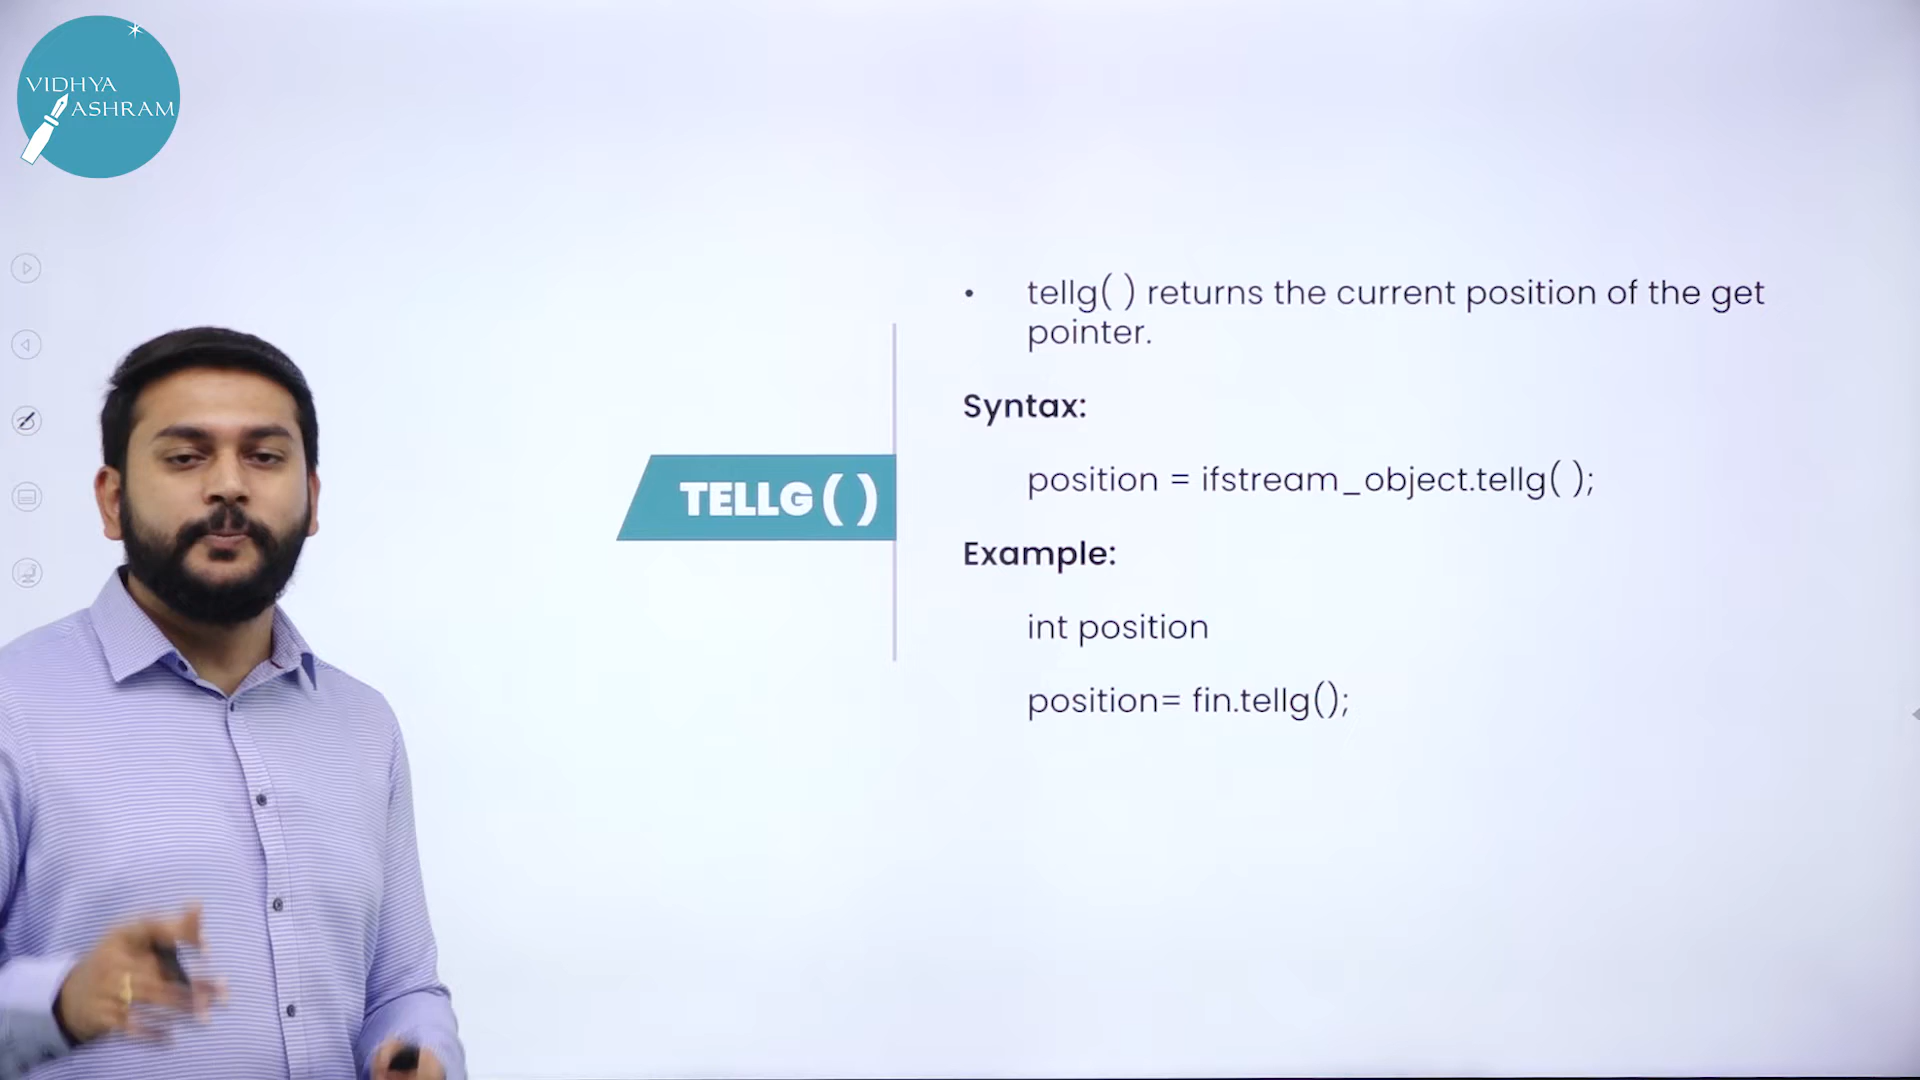 VIDHYA
ASHRAM
TELLG ( )
• tellg( ) returns the current position of the get
pointer.
Syntax:
position = ifstream_object.tellg( );
Example:
int position
position= fin.tellg();